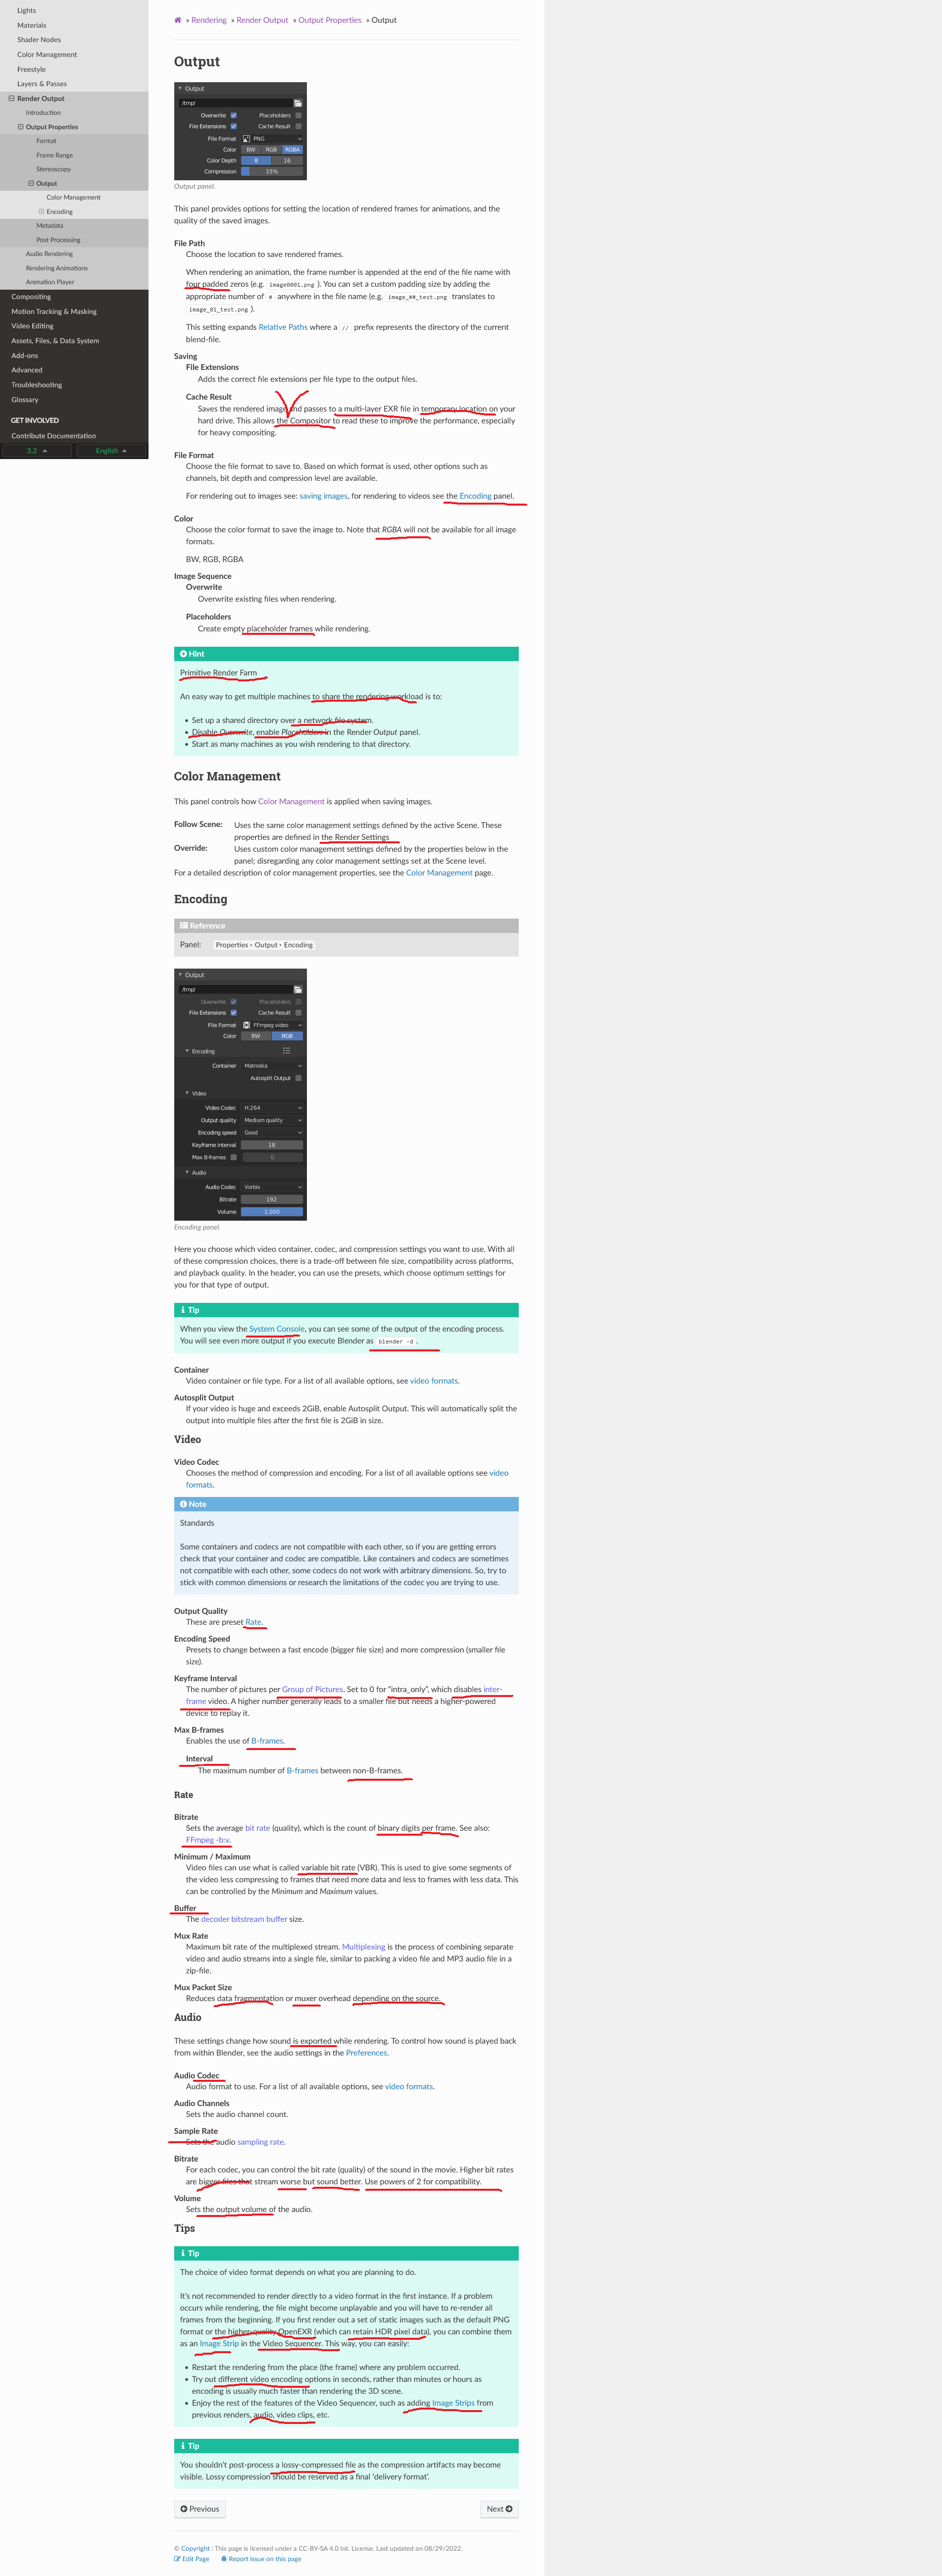 Lights
Materials
Shader Nodes
Color Management
Freestyle
Layers & Passes
Render Output
Introduction
Output Properties
Format
Frame Range
Stereoscopy
Output
Color Management
Encoding
Metadata
Post Processing
Audio Rendering
Rendering Animations
Animation Player
Compositing
Motion Tracking & Masking
Video Editing
Assets, Files, & Data System
Add-ons
Advanced
Troubleshooting
Glossary
GET INVOLVED
Contribute Documentation
3.2 English
» Rendering » Render Output » Output Properties » Output
Output
Output
/tmp/
Overwrite Placeholders
File Extensions Cache Result
File Format PNG
Color BW RGB RGBA
Color Depth 8 16
Compression 15%
Output panel.
This panel provides options for setting the location of rendered frames for animations, and the
quality of the saved images.
File Path
Choose the location to save rendered frames.
When rendering an animation, the frame number is appended at the end of the file name with
four padded zeros (e.g. image0001.png ). You can set a custom padding size by adding the
appropriate number of # anywhere in the file name (e.g. image_##_test.png translates to
image_01_test.png ).
This setting expands Relative Paths where a // prefix represents the directory of the current
blend-file.
Saving
File Extensions
Adds the correct file extensions per file type to the output files.
Cache Result
Saves the rendered image and passes to a multi-layer EXR file in temporary location on your
hard drive. This allows the Compositor to read these to improve the performance, especially
for heavy compositing.
File Format
Choose the file format to save to. Based on which format is used, other options such as
channels, bit depth and compression level are available.
For rendering out to images see: saving images, for rendering to videos see the Encoding panel.
Color
Choose the color format to save the image to. Note that RGBA will not be available for all image
formats.
BW, RGB, RGBA
Image Sequence
Overwrite
Overwrite existing files when rendering.
Placeholders
Create empty placeholder frames while rendering.
Hint
Primitive Render Farm
An easy way to get multiple machines to share the rendering workload is to:
• Set up a shared directory over a network file system.
• Disable Overwrite, enable Placeholders in the Render Output panel.
• Start as many machines as you wish rendering to that directory.
Color Management
This panel controls how Color Management is applied when saving images.
Follow Scene: Uses the same color management settings defined by the active Scene. These
properties are defined in the Render Settings
Override: Uses custom color management settings defined by the properties below in the
panel; disregarding any color management settings set at the Scene level.
For a detailed description of color management properties, see the Color Management page.
Encoding
Reference
Panel: Properties ‣ Output ‣ Encoding
Output
/tmp/
Overwrite Placeholders
File Extensions Cache Result
File Format FFmpeg video
Color BW RGB
Encoding
Container Matroska
Autosplit Output
Video
Video Codec H.264
Output quality Medium quality
Encoding speed Good
Keyframe interval 18
Max B-frames 0
Audio
Audio Codec Vorbis
Bitrate 192
Volume 1.000
Encoding panel.
Here you choose which video container, codec, and compression settings you want to use. With all
of these compression choices, there is a trade-off between file size, compatibility across platforms,
and playback quality. In the header, you can use the presets, which choose optimum settings for
you for that type of output.
Tip
When you view the System Console, you can see some of the output of the encoding process.
You will see even more output if you execute Blender as blender -d .
Container
Video container or file type. For a list of all available options, see video formats.
Autosplit Output
If your video is huge and exceeds 2GiB, enable Autosplit Output. This will automatically split the
output into multiple files after the first file is 2GiB in size.
Video
Video Codec
Chooses the method of compression and encoding. For a list of all available options see video
formats.
Note
Standards
Some containers and codecs are not compatible with each other, so if you are getting errors
check that your container and codec are compatible. Like containers and codecs are sometimes
not compatible with each other, some codecs do not work with arbitrary dimensions. So, try to
stick with common dimensions or research the limitations of the codec you are trying to use.
Output Quality
These are preset Rate.
Encoding Speed
Presets to change between a fast encode (bigger file size) and more compression (smaller file
size).
Keyframe Interval
The number of pictures per Group of Pictures. Set to 0 for "intra_only", which disables inter-
frame video. A higher number generally leads to a smaller file but needs a higher-powered
device to replay it.
Max B-frames
Enables the use of B-frames.
Interval
The maximum number of B-frames between non-B-frames.
Rate
Bitrate
Sets the average bit rate (quality), which is the count of binary digits per frame. See also:
FFmpeg -b:v.
Minimum / Maximum
Video files can use what is called variable bit rate (VBR). This is used to give some segments of
the video less compressing to frames that need more data and less to frames with less data. This
can be controlled by the Minimum and Maximum values.
Buffer
The decoder bitstream buffer size.
Mux Rate
Maximum bit rate of the multiplexed stream. Multiplexing is the process of combining separate
video and audio streams into a single file, similar to packing a video file and MP3 audio file in a
zip-file.
Mux Packet Size
Reduces data fragmentation or muxer overhead depending on the source.
Audio
These settings change how sound is exported while rendering. To control how sound is played back
from within Blender, see the audio settings in the Preferences.
Audio Codec
Audio format to use. For a list of all available options, see video formats.
Audio Channels
Sets the audio channel count.
Sample Rate
Sets the audio sampling rate.
Bitrate
For each codec, you can control the bit rate (quality) of the sound in the movie. Higher bit rates
are bigger files that stream worse but sound better. Use powers of 2 for compatibility.
Volume
Sets the output volume of the audio.
Tips
Tip
The choice of video format depends on what you are planning to do.
It's not recommended to render directly to a video format in the first instance. If a problem
occurs while rendering, the file might become unplayable and you will have to re-render all
frames from the beginning. If you first render out a set of static images such as the default PNG
format or the higher-quality OpenEXR (which can retain HDR pixel data), you can combine them
as an Image Strip in the Video Sequencer. This way, you can easily:
• Restart the rendering from the place (the frame) where any problem occurred.
• Try out different video encoding options in seconds, rather than minutes or hours as
encoding is usually much faster than rendering the 3D scene.
• Enjoy the rest of the features of the Video Sequencer, such as adding Image Strips from
previous renders, audio, video clips, etc.
Tip
You shouldn't post-process a lossy-compressed file as the compression artifacts may become
visible. Lossy compression should be reserved as a final 'delivery format'.
Previous Next
© Copyright : This page is licensed under a CC-BY-SA 4.0 Int. License. Last updated on 08/29/2022.
Edit Page Report issue on this page